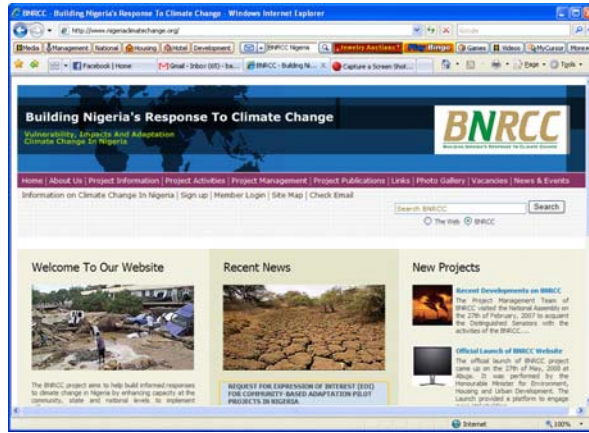 BNRCC - Building Nigeria's Response To Climate Change - Windows Internet Explorer
http://www.nigeriaclimatechange.org/
Google
Media Management National Housing Hotel Development BNRCC Nigeria Jewelry Auctions! Bingo Games Videos MyCursor More
Facebook | Home Gmail - Inbox (65) - ba... BNRCC - Building Ni... Capture a Screen Shot... Page Tools
Building Nigeria's Response To Climate Change
Vulnerability, Impacts And Adaptation
Climate Change In Nigeria
BNRCC
BUILDING NIGERIA'S RESPONSE TO CLIMATE CHANGE
Home | About Us | Project Information | Project Activities | Project Management | Project Publications | Links | Photo Gallery | Vacancies | News & Events
Information on Climate Change In Nigeria | Sign up | Member Login | Site Map | Check Email
Search BNRCC Search
The Web BNRCC
Welcome To Our Website
The BNRCC project aims to help build informed responses
to climate change in Nigeria by enhancing capacity at the
community, state and national levels to implement
Recent News
REQUEST FOR EXPRESSION OF INTEREST (EOI)
FOR COMMUNITY-BASED ADAPTATION PILOT
PROJECTS IN NIGERIA
New Projects
Recent Developments on BNRCC
The Project Management Team of
BNRCC visited the National Assembly on
the 27th of February, 2007 to acquaint
the Distinguished Senators with the
activities of the BNRCC....
Official Launch of BNRCC Website
The official launch of BNRCC project
came up on the 27th of May, 2008 at
Abuja. It was performed by the
Honourable Minister for Environment,
Housing and Urban Development. The
Launch provided a platform to engage
Internet 100%